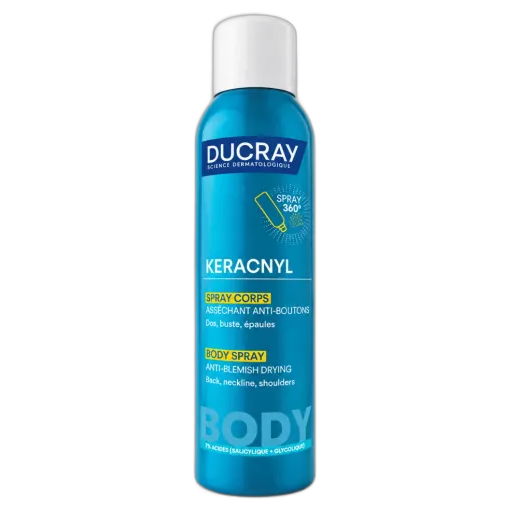 DUCRAY
SCIENCE DERMATOLOGIQUE
SPRAY
360°
KERACNYL
SPRAY CORPS
ASSÉCHANT ANTI-BOUTONS
Dos, buste, épaules
BODY SPRAY
ANTI-BLEMISH DRYING
Back, neckline, shoulders
BODY
7% ACIDES (SALICYLIQUE + GLYCOLIQUE)